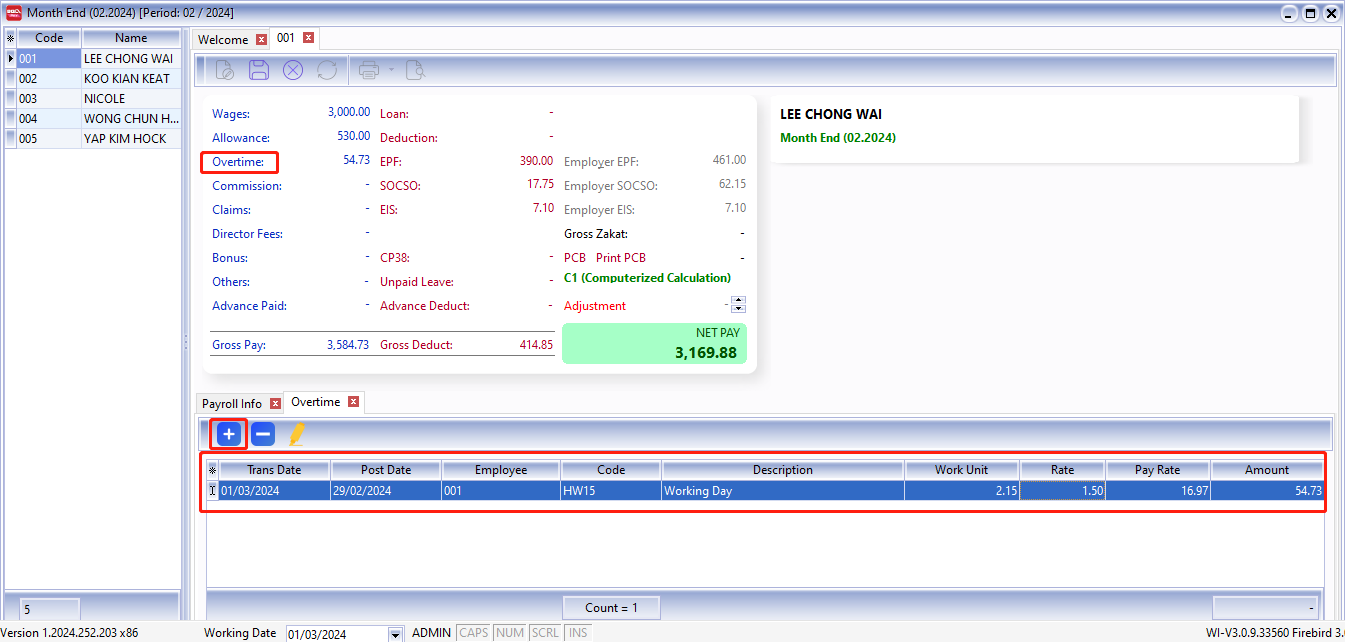 Month End (02.2024) [Period: 02 / 2024]
Code Name
001 LEE CHONG WAI
002 KOO KIAN KEAT
003 NICOLE
004 WONG CHUN H...
005 YAP KIM HOCK
5
Welcome 001
Wages: 3,000.00 Loan: -
Allowance: 530.00 Deduction: -
Overtime: 54.73 EPF: 390.00 Employer EPF: 461.00
Commission: - SOCSO: 17.75 Employer SOCSO: 62.15
Claims: - EIS: 7.10 Employer EIS: 7.10
Director Fees: - Gross Zakat: -
Bonus: - CP38: - PCB Print PCB -
Others: - Unpaid Leave: - C1 (Computerized Calculation)
Advance Paid: - Advance Deduct: - Adjustment -
Gross Pay: 3,584.73 Gross Deduct: 414.85
NET PAY
3,169.88
LEE CHONG WAI
Month End (02.2024)
Payroll Info Overtime
Trans Date Post Date Employee Code Description Work Unit Rate Pay Rate Amount
01/03/2024 29/02/2024 001 HW15 Working Day 2.15 1.50 16.97 54.73
Count = 1 -
Version 1.2024.252.203 x86 Working Date 01/03/2024 ADMIN CAPS NUM SCRL INS WI-V3.0.9.33560 Firebird 3.